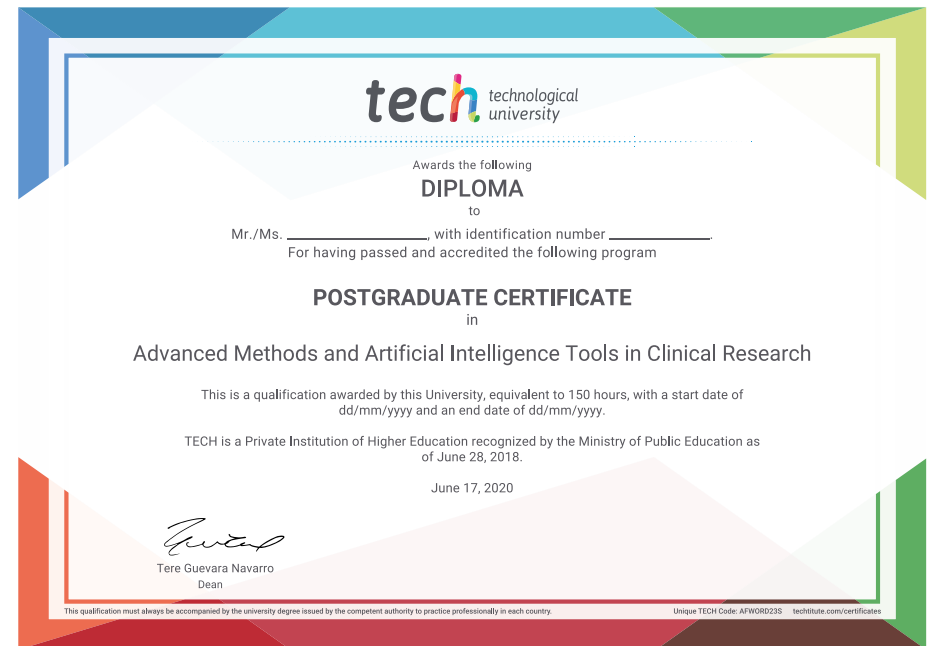 tech technological
university
Awards the following
DIPLOMA
to
Mr./Ms. ____________________, with identification number ______________.
For having passed and accredited the following program
POSTGRADUATE CERTIFICATE
in
Advanced Methods and Artificial Intelligence Tools in Clinical Research
This is a qualification awarded by this University, equivalent to 150 hours, with a start date of
dd/mm/yyyy and an end date of dd/mm/yyyy.
TECH is a Private Institution of Higher Education recognized by the Ministry of Public Education as
of June 28, 2018.
June 17, 2020
Tere Guevara Navarro
Dean
This qualification must always be accompanied by the university degree issued by the competent authority to practice professionally in each country. Unique TECH Code: AFWORD23S techtitute.com/certificates